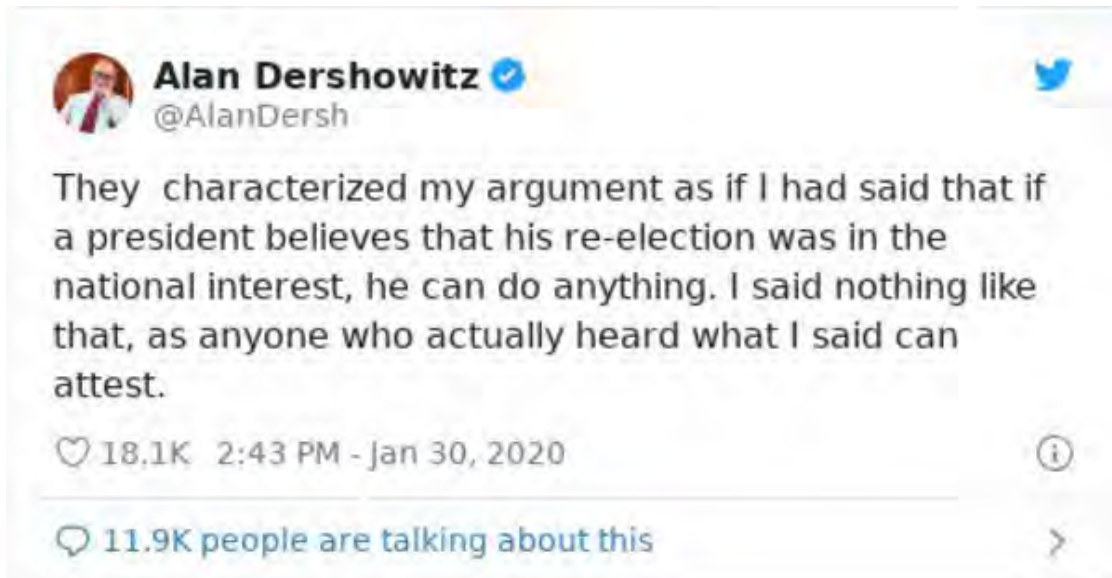 Alan Dershowitz
@AlanDersh
They characterized my argument as if I had said that if
a president believes that his re-election was in the
national interest, he can do anything. I said nothing like
that, as anyone who actually heard what I said can
attest.
18.1K 2:43 PM - Jan 30, 2020
11.9K people are talking about this